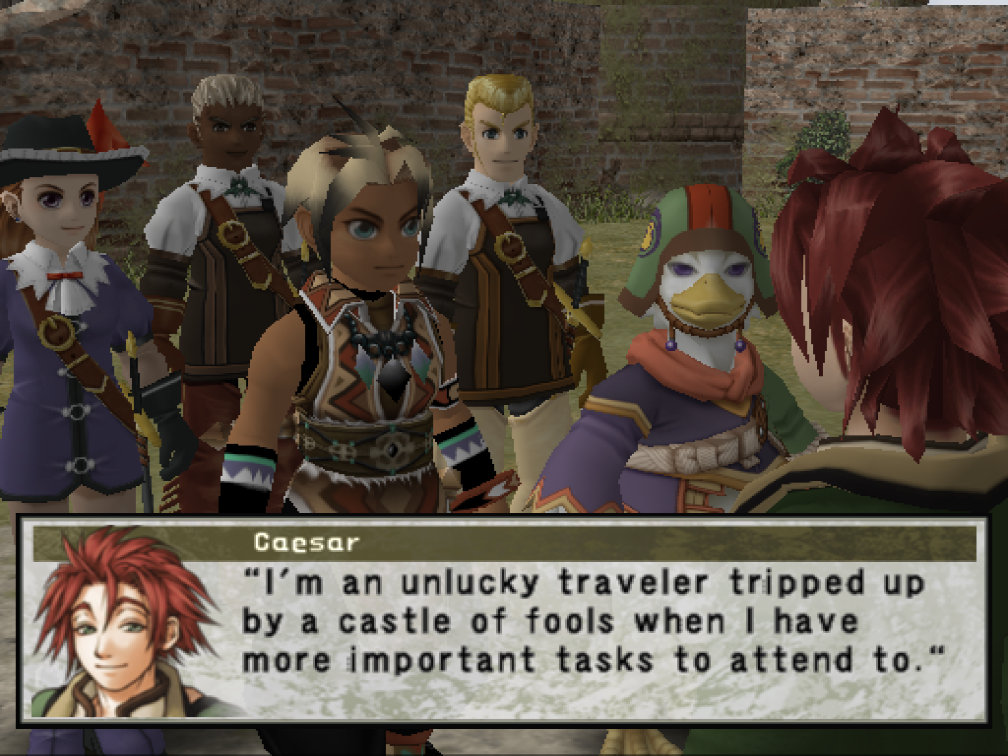 Caesar
“I'm an unlucky traveler tripped up
by a castle of fools when I have
more important tasks to attend to.“